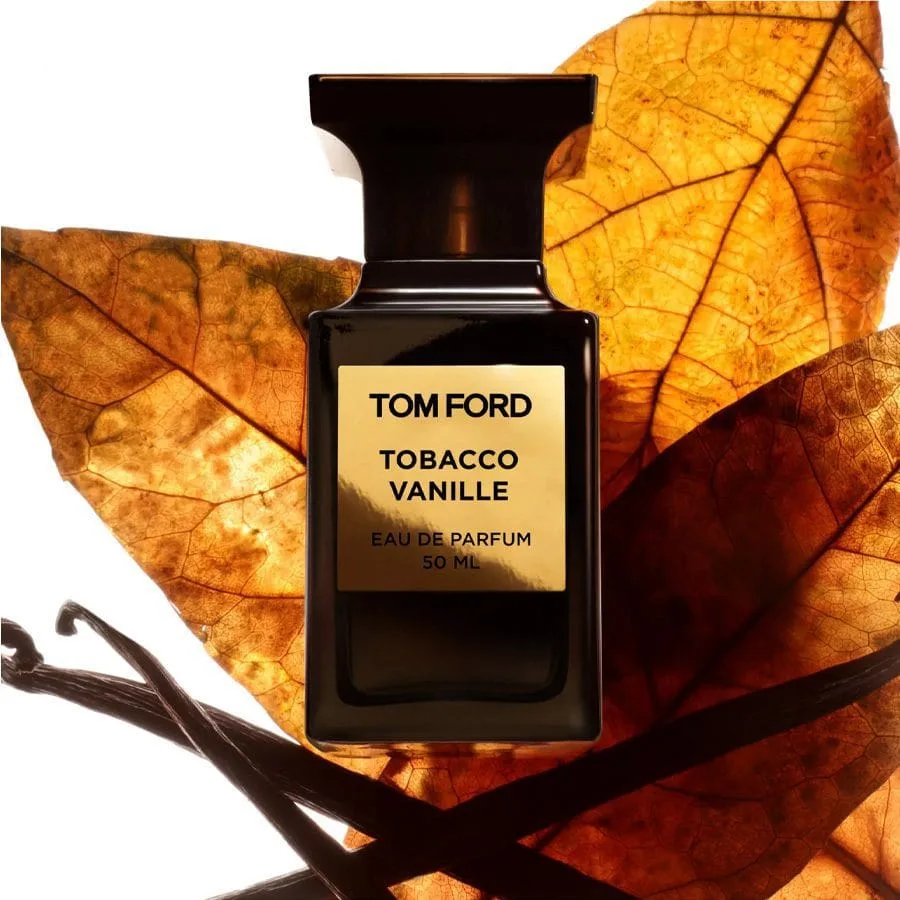 TOM FORD
TOBACCO
VANILLE
EAU DE PARFUM
50 ML